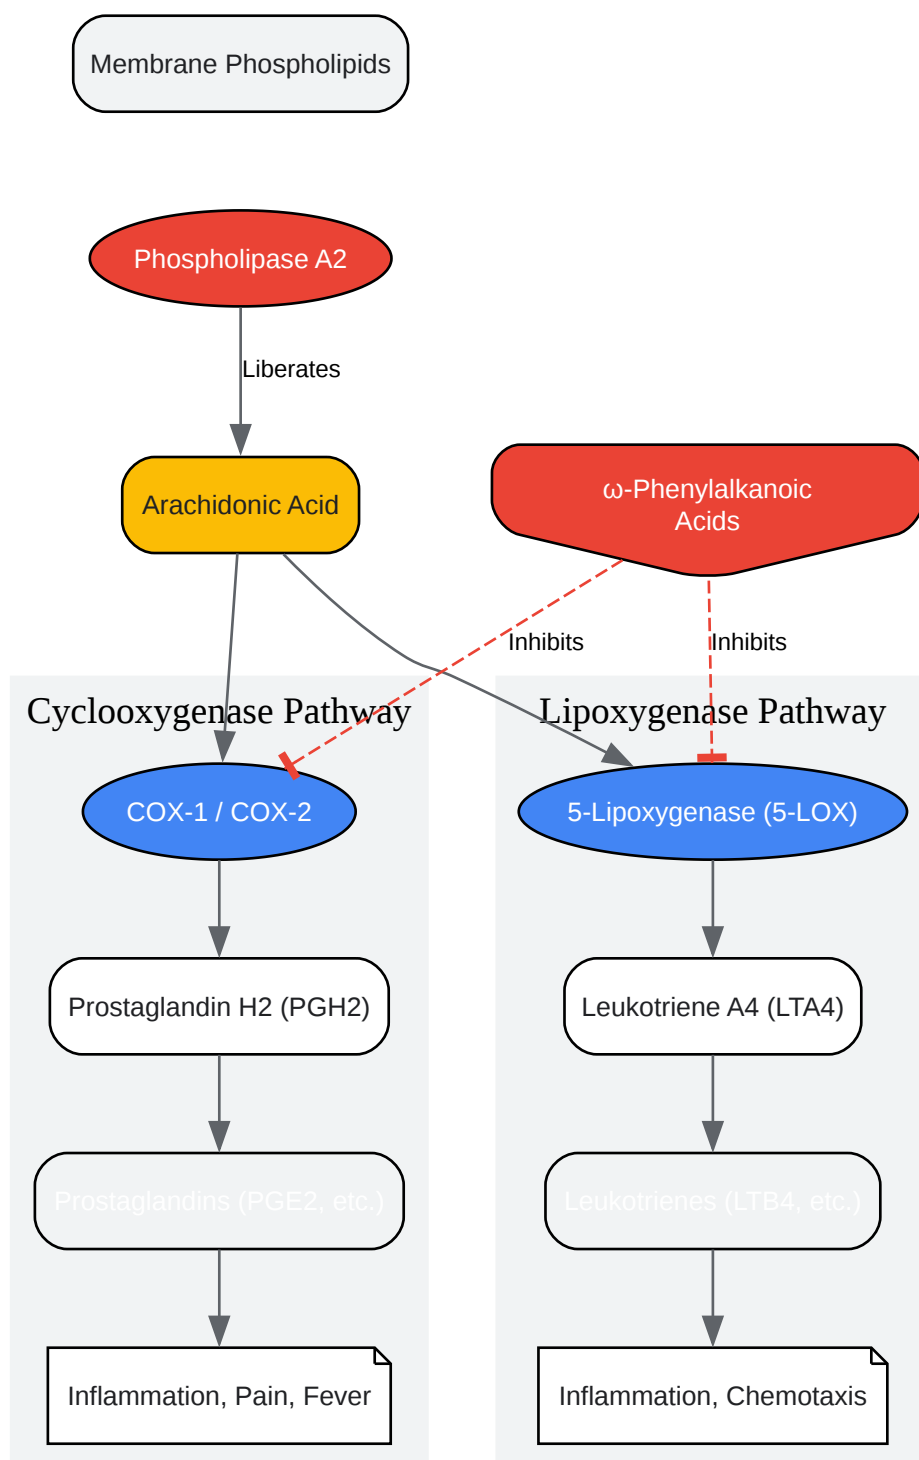 Membrane Phospholipids
Phospholipase A2
Liberates
Arachidonic Acid
ω-Phenylalkanoic
Acids
Inhibits
Inhibits
Cyclooxygenase Pathway
Lipoxygenase Pathway
COX-1 / COX-2
5-Lipoxygenase (5-LOX)
Prostaglandin H2 (PGH2)
Leukotriene A4 (LTA4)
Prostaglandins (PGE2, etc.)
Leukotrienes (LTB4, etc.)
Inflammation, Pain, Fever
Inflammation, Chemotaxis